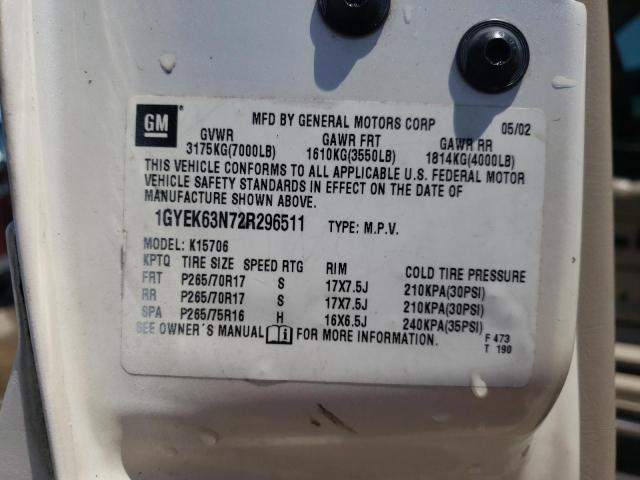 GM
MFD BY GENERAL MOTORS CORP 05/02
GVWR GAWR FRT GAWR RR
3175KG(7000LB) 1610KG(3550LB) 1814KG(4000LB)
THIS VEHICLE CONFORMS TO ALL APPLICABLE U.S. FEDERAL MOTOR
VEHICLE SAFETY STANDARDS IN EFFECT ON THE DATE OF
MANUFACTURE SHOWN ABOVE.
1GYEK63N72R296511 TYPE: M.P.V.
MODEL: K15706
KPTQ TIRE SIZE SPEED RTG RIM COLD TIRE PRESSURE
FRT P265/70R17 S 17X7.5J 210KPA(30PSI)
RR P265/70R17 S 17X7.5J 210KPA(30PSI)
SPA P265/75R16 H 16X6.5J 240KPA(35PSI)
SEE OWNER'S MANUAL FOR MORE INFORMATION. F 473
T 190